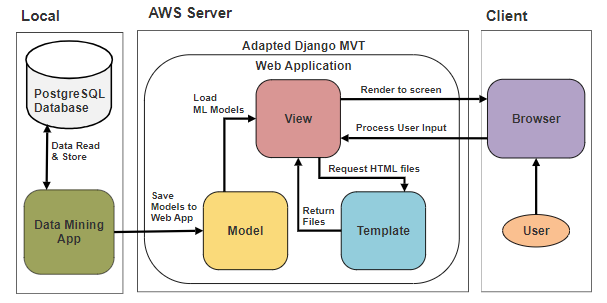 Local
AWS Server
Client
PostgreSQL
Database
Data Read
& Store
Data Mining
App
Save
Models to
Web App
Adapted Django MVT
Web Application
Load
ML Models
View
Model
Template
Request HTML files
Return
Files
Render to screen
Process User Input
Browser
User